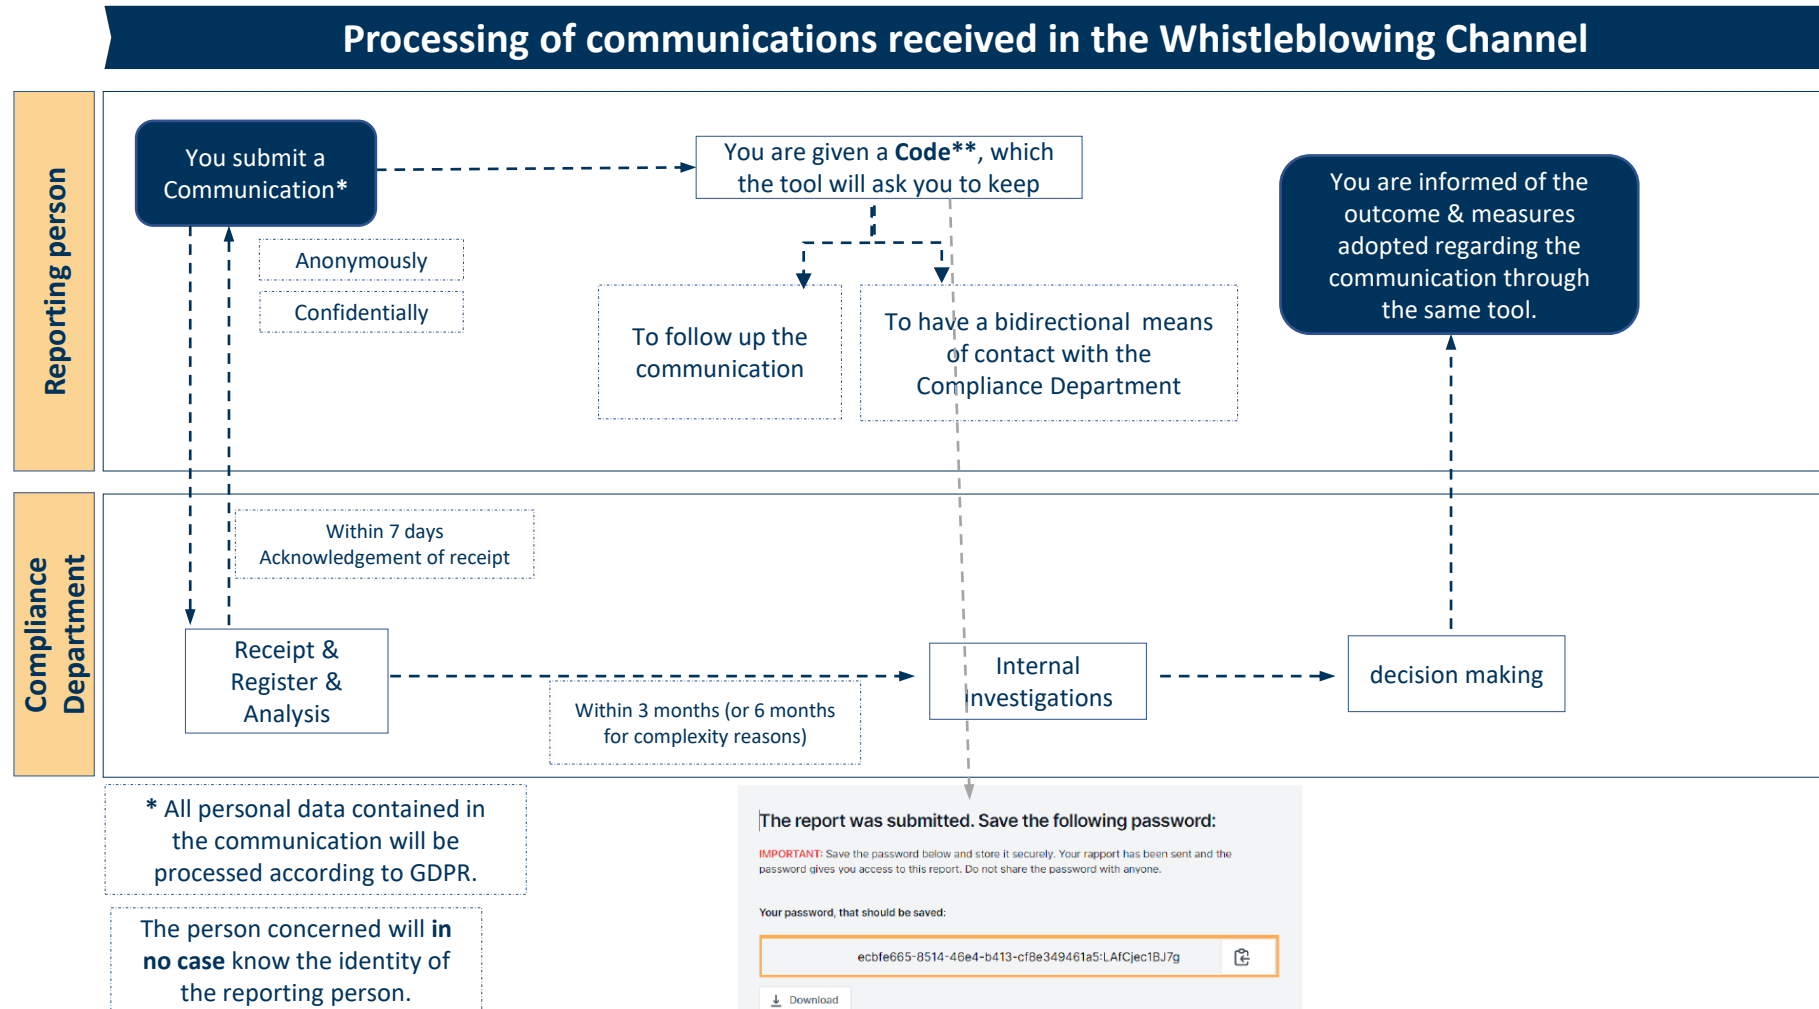 Processing of communications received in the Whistleblowing Channel
Reporting person
You submit a
Communication*
You are given a Code**, which
the tool will ask you to keep
You are informed of the
outcome & measures
adopted regarding the
communication through
the same tool.
Anonymously
Confidentially
To follow up the
communication
To have a bidirectional means
of contact with the
Compliance Department
Compliance
Department
Within 7 days
Acknowledgement of receipt
Receipt &
Register &
Analysis
Within 3 months (or 6 months
for complexity reasons)
Internal
investigations
decision making
* All personal data contained in
the communication will be
processed according to GDPR.
The person concerned will in
no case know the identity of
the reporting person.
The report was submitted. Save the following password:
IMPORTANT: Save the password below and store it securely. Your rapport has been sent and the
password gives you access to this report. Do not share the password with anyone.
Your password, that should be saved:
ecbfe665-8514-46e4-b413-cf8e349461a5:LAfCjec1BJ7g
Download